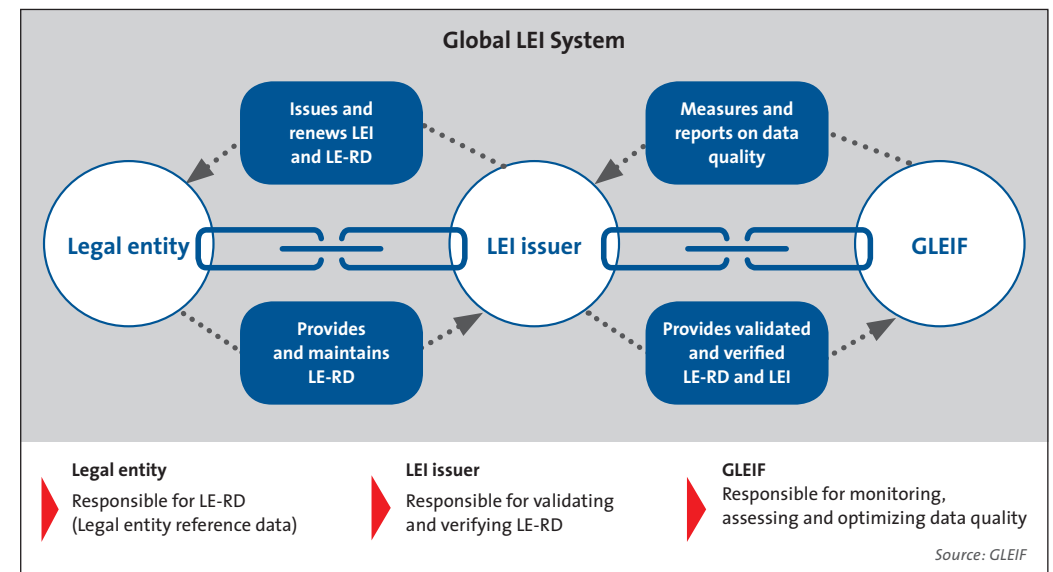 Global LEI System
Issues and
renews LEI
and LE-RD
Measures and
reports on data
quality
Legal entity
LEI issuer
GLEIF
Provides
and maintains
LE-RD
Provides validated
and verified
LE-RD and LEI
Legal entity
Responsible for LE-RD
(Legal entity reference data)
LEI issuer
Responsible for validating
and verifying LE-RD
GLEIF
Responsible for monitoring,
assessing and optimizing data quality
Source: GLEIF